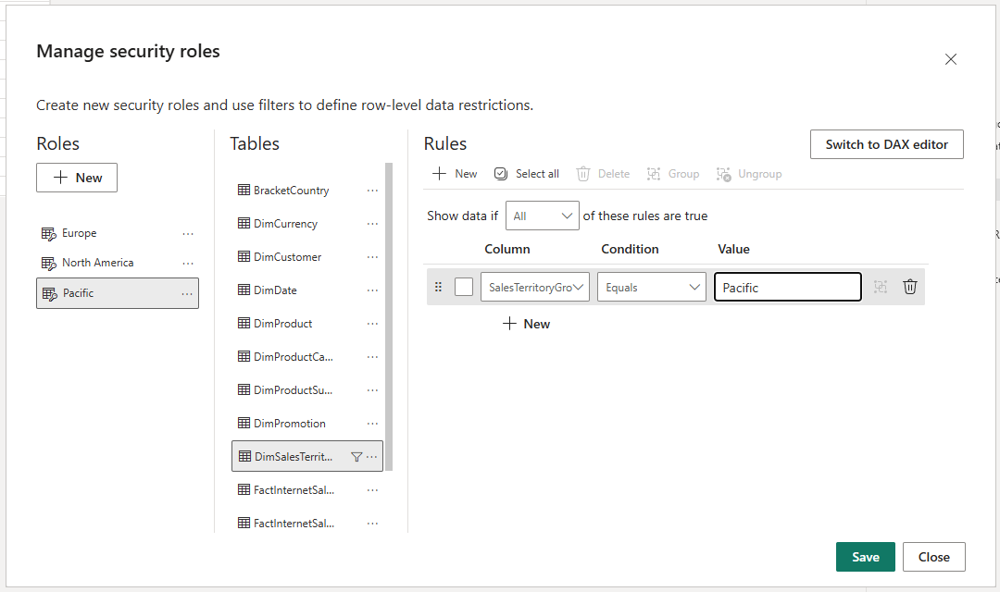 Manage security roles
Create new security roles and use filters to define row-level data restrictions.
Roles
New
Europe
North America
Pacific
Tables
BracketCountry
DimCurrency
DimCustomer
DimDate
DimProduct
DimProductCa...
DimProductSu...
DimPromotion
DimSalesTerrit...
FactInternetSal...
FactInternetSal...
Rules
Switch to DAX editor
New Select all Delete Group Ungroup
Show data if All of these rules are true
Column Condition Value
SalesTerritoryGro Equals Pacific
New
Save Close